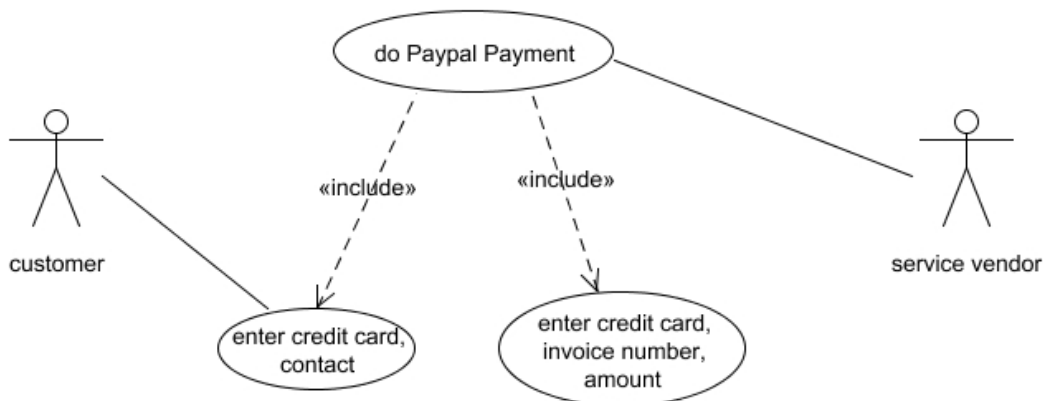 do Paypal Payment
«include»
«include»
customer
service vendor
enter credit card,
contact
enter credit card,
invoice number,
amount